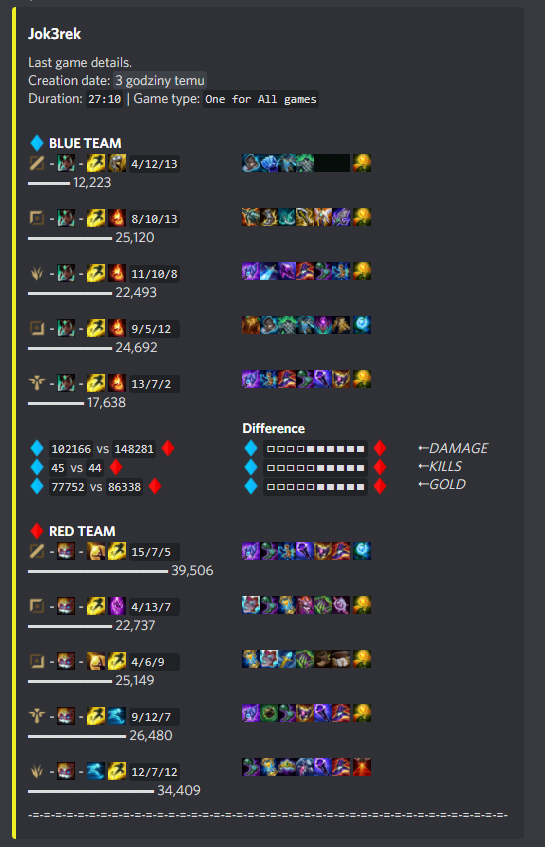 Jok3rek
Last game details.
Creation date: 3 godziny temu
Duration: 27:10 | Game type: One for All games
BLUE TEAM
- - 4/12/13
12,223
- - 8/10/13
25,120
- - 11/10/8
22,493
- - 9/5/12
24,692
- - 13/7/2
17,638
Difference
102166 vs 148281 □□□□■■■■■■ ←DAMAGE
45 vs 44 □□□□□■■■■■ ←KILLS
77752 vs 86338 □□□□□■■■■■ ←GOLD
RED TEAM
- - 15/7/5
39,506
- - 4/13/7
22,737
- - 4/6/9
25,149
- - 9/12/7
26,480
- - 12/7/12
34,409
-=-=-=-=-=-=-=-=-=-=-=-=-=-=-=-=-=-=-=-=-=-=-=-=-=-=-=-=-=-